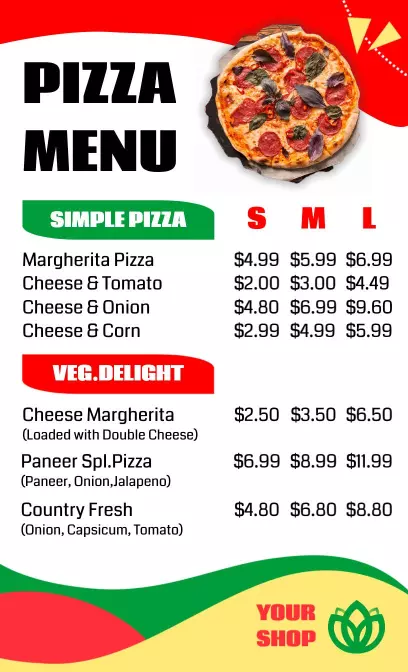 PIZZA
MENU
SIMPLE PIZZA S M L
Margherita Pizza $4.99 $5.99 $6.99
Cheese & Tomato $2.00 $3.00 $4.49
Cheese & Onion $4.80 $6.99 $9.60
Cheese & Corn $2.99 $4.99 $5.99
VEG.DELIGHT
Cheese Margherita $2.50 $3.50 $6.50
(Loaded with Double Cheese)
Paneer Spl.Pizza $6.99 $8.99 $11.99
(Paneer, Onion,Jalapeno)
Country Fresh $4.80 $6.80 $8.80
(Onion, Capsicum, Tomato)
YOUR
SHOP